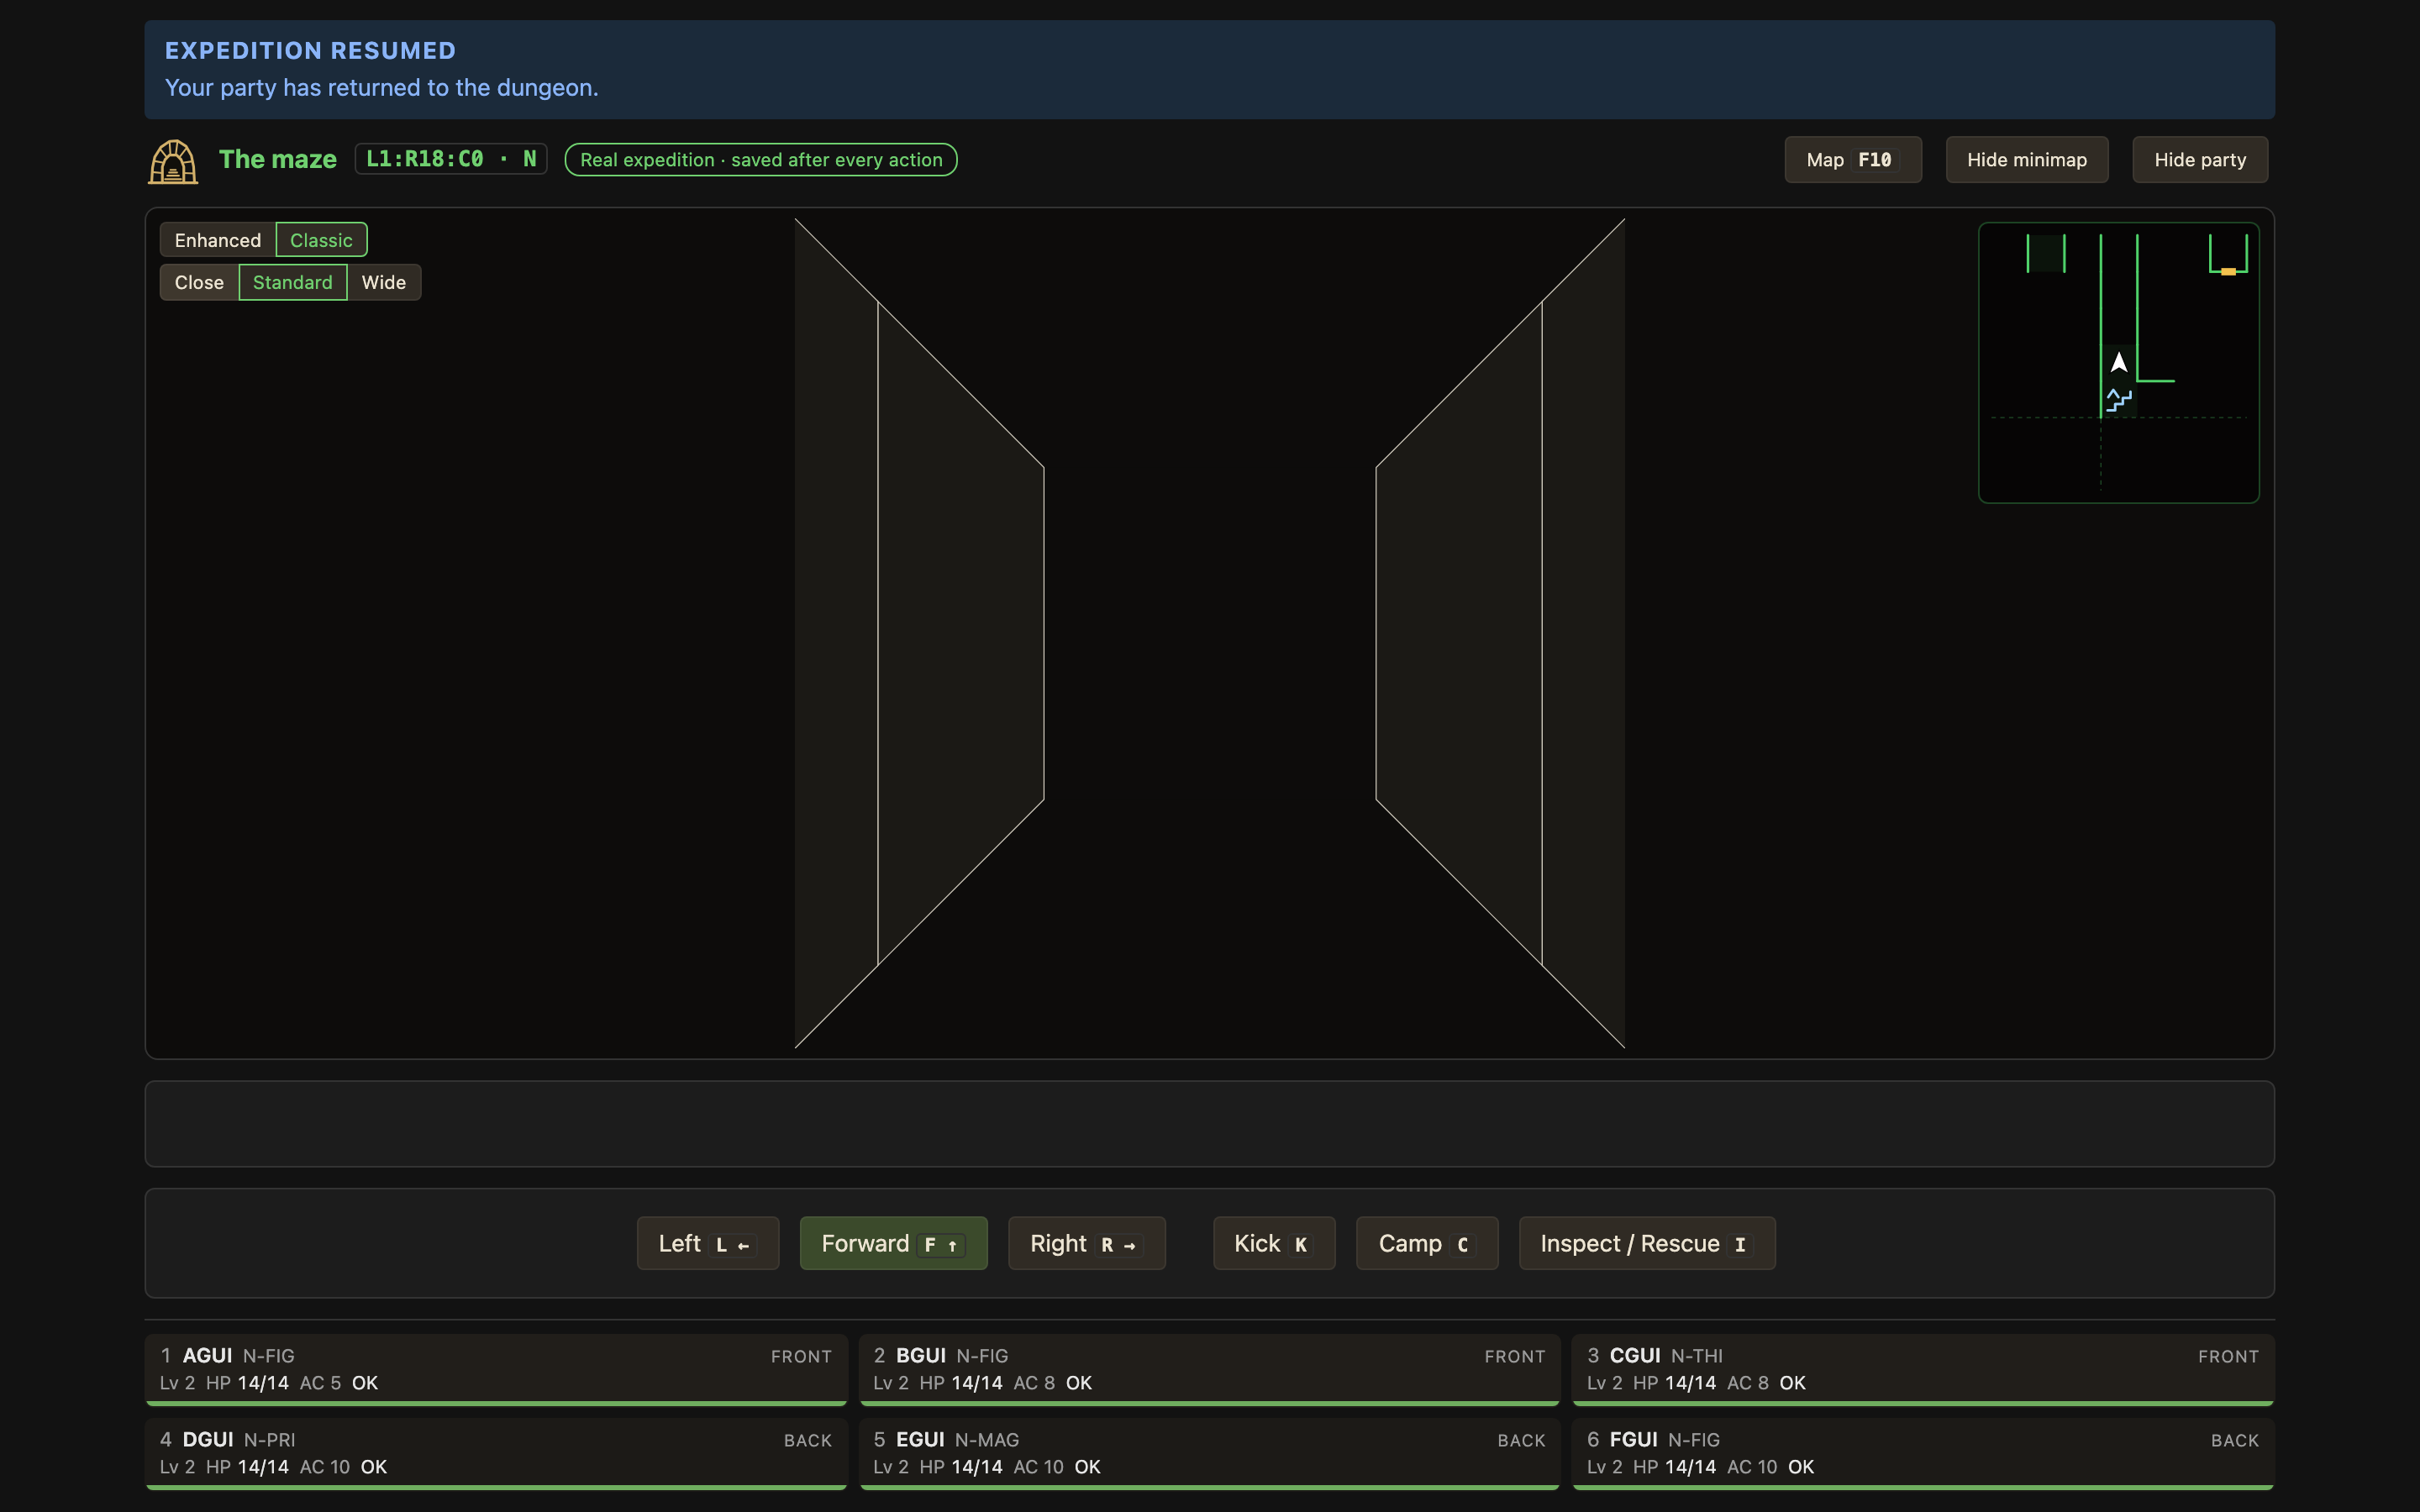 EXPEDITION RESUMED
Your party has returned to the dungeon.
The maze L1:R18:C0 · N Real expedition · saved after every action Map F10 Hide minimap Hide party
Enhanced Classic
Close Standard Wide
Left L ← Forward F ↑ Right R → Kick K Camp C Inspect / Rescue I
1 AGUI N-FIG FRONT
Lv 2 HP 14/14 AC 5 OK
2 BGUI N-FIG FRONT
Lv 2 HP 14/14 AC 8 OK
3 CGUI N-THI FRONT
Lv 2 HP 14/14 AC 8 OK
4 DGUI N-PRI BACK
Lv 2 HP 14/14 AC 10 OK
5 EGUI N-MAG BACK
Lv 2 HP 14/14 AC 10 OK
6 FGUI N-FIG BACK
Lv 2 HP 14/14 AC 10 OK